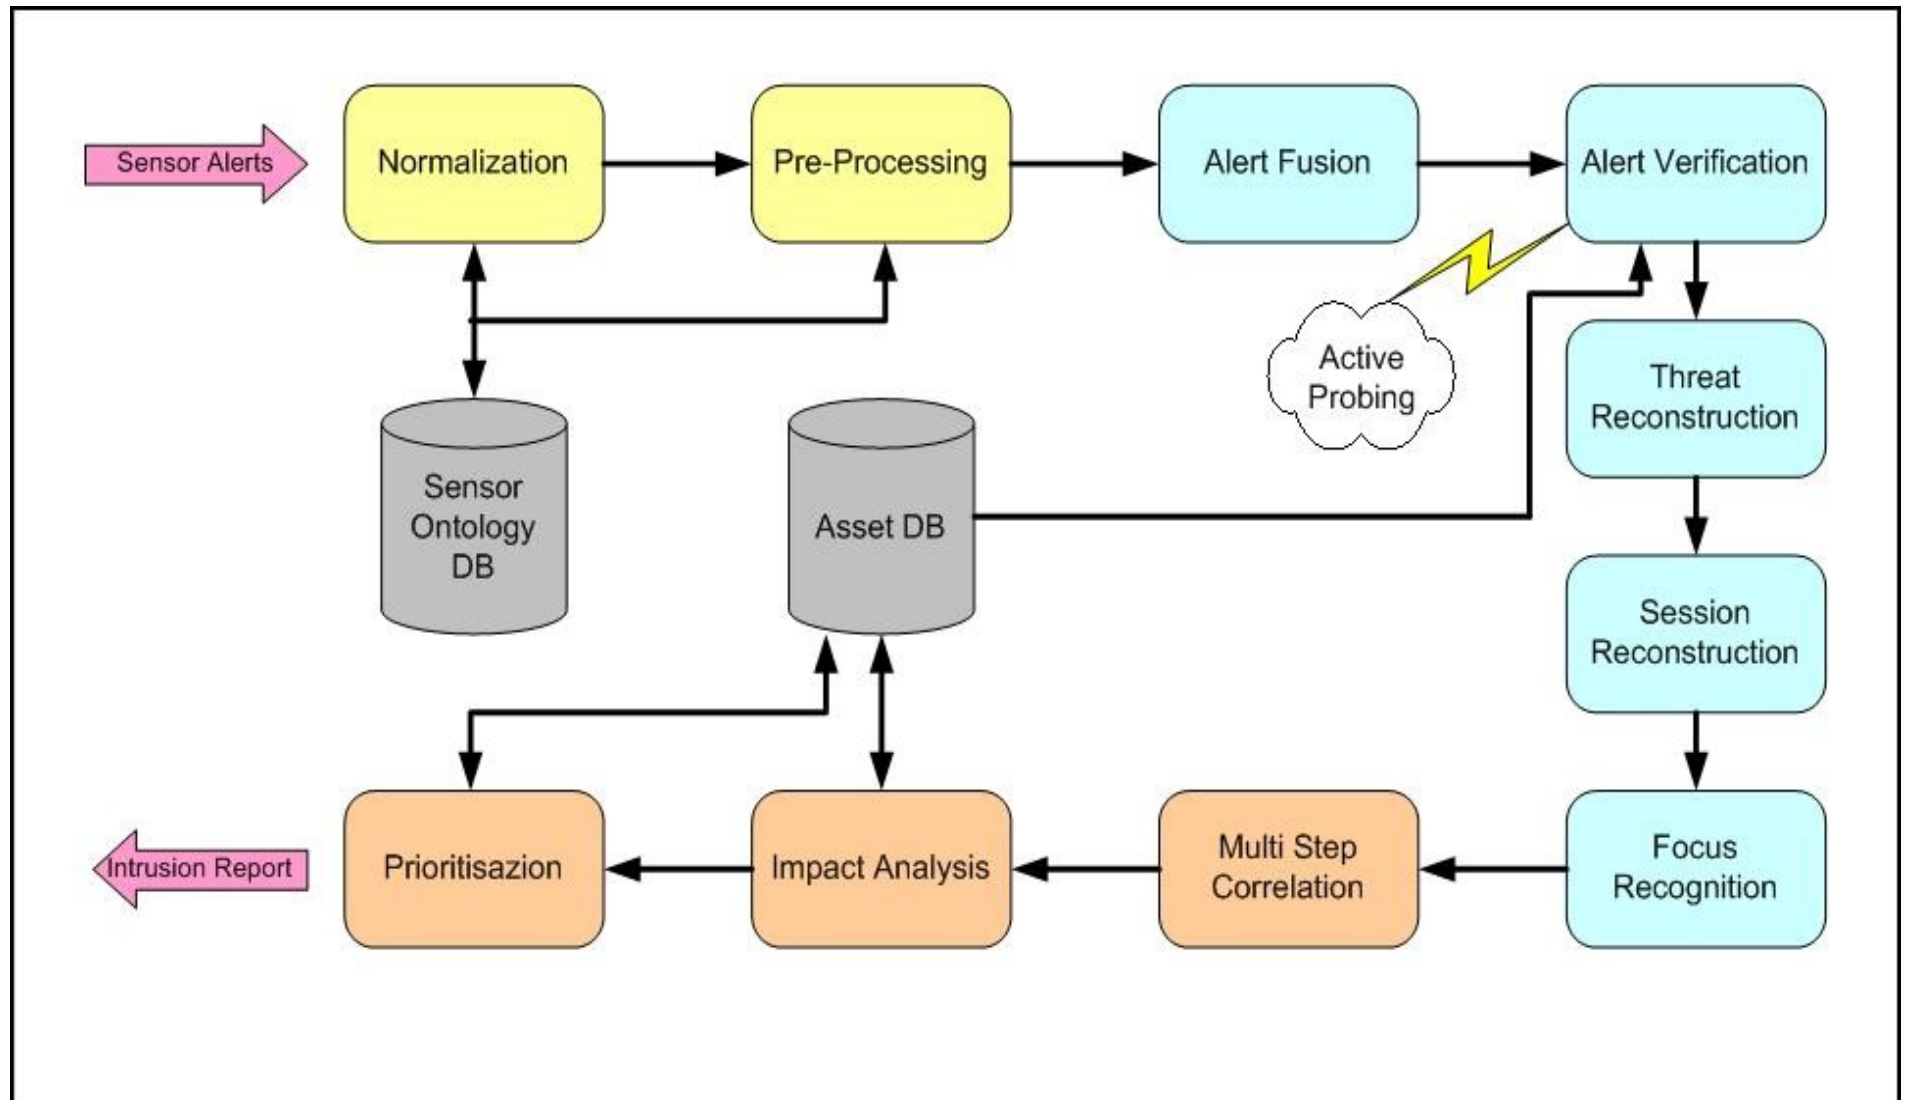 Sensor Alerts
Normalization
Pre-Processing
Alert Fusion
Alert Verification
Active
Probing
Threat
Reconstruction
Sensor
Ontology
DB
Asset DB
Session
Reconstruction
Intrusion Report
Prioritisazion
Impact Analysis
Multi Step
Correlation
Focus
Recognition